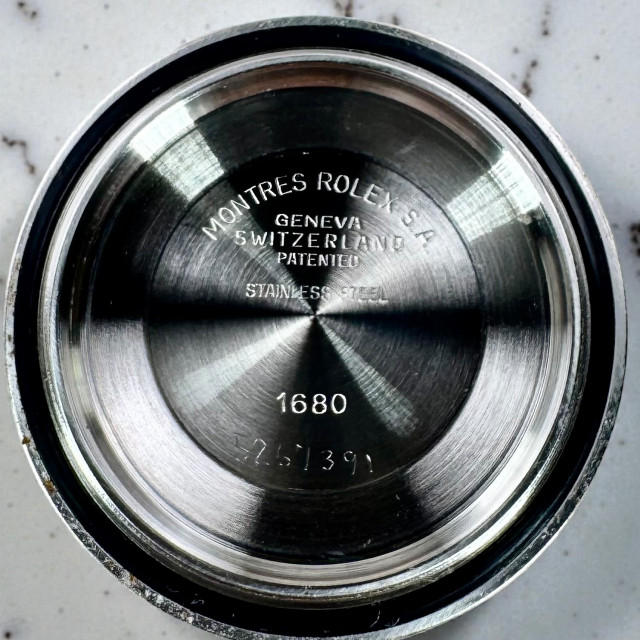 MONTRES ROLEX S.A
GENEVA
SWITZERLAND
PATENTED
STAINLESS STEEL
1680